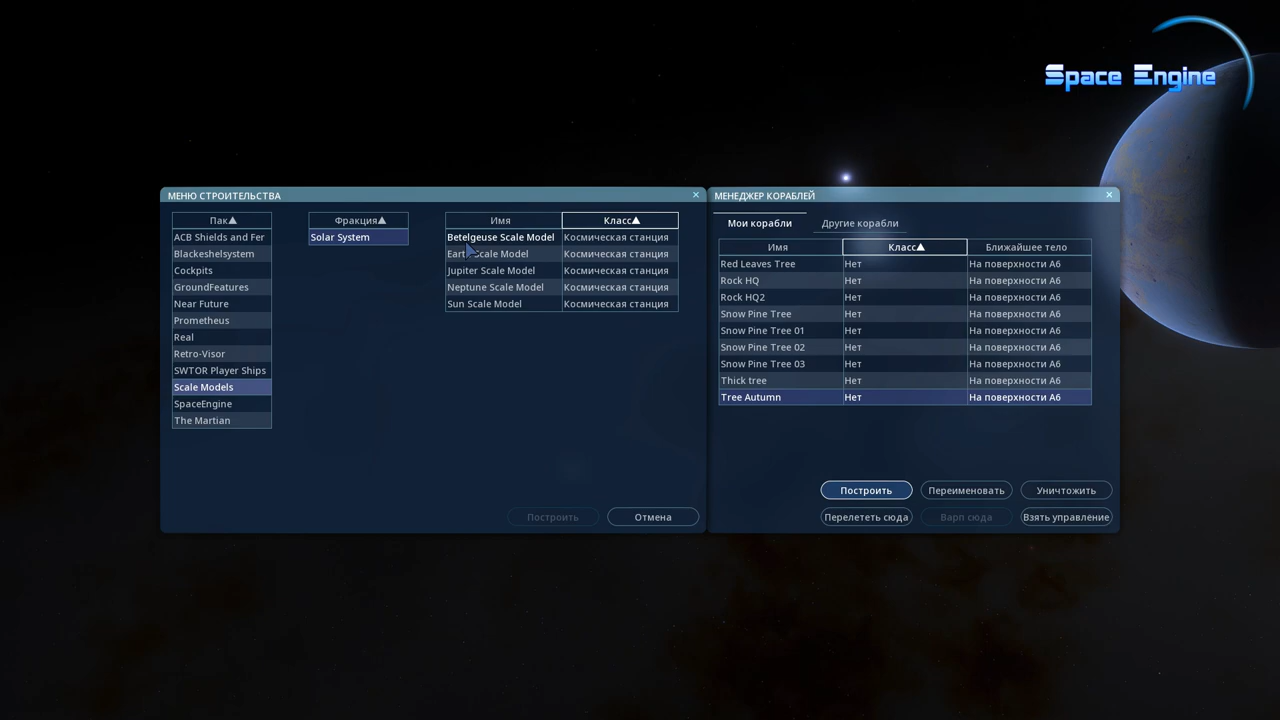 Space Engine
МЕНЮ СТРОИТЕЛЬСТВА
Пак▲
Фракция▲
Имя
Класс▲
ACB Shields and Fer
Blackeshelsystem
Cockpits
GroundFeatures
Near Future
Prometheus
Real
Retro-Visor
SWTOR Player Ships
Scale Models
SpaceEngine
The Martian
Solar System
Betelgeuse Scale Model Космическая станция
Earth Scale Model Космическая станция
Jupiter Scale Model Космическая станция
Neptune Scale Model Космическая станция
Sun Scale Model Космическая станция
Построить
Отмена
МЕНЕДЖЕР КОРАБЛЕЙ
Мои корабли
Другие корабли
Имя Класс▲ Ближайшее тело
Red Leaves Tree Нет На поверхности A6
Rock HQ Нет На поверхности A6
Rock HQ2 Нет На поверхности A6
Snow Pine Tree Нет На поверхности A6
Snow Pine Tree 01 Нет На поверхности A6
Snow Pine Tree 02 Нет На поверхности A6
Snow Pine Tree 03 Нет На поверхности A6
Thick tree Нет На поверхности A6
Tree Autumn Нет На поверхности A6
Построить Переименовать Уничтожить
Перелететь сюда Варп сюда Взять управление